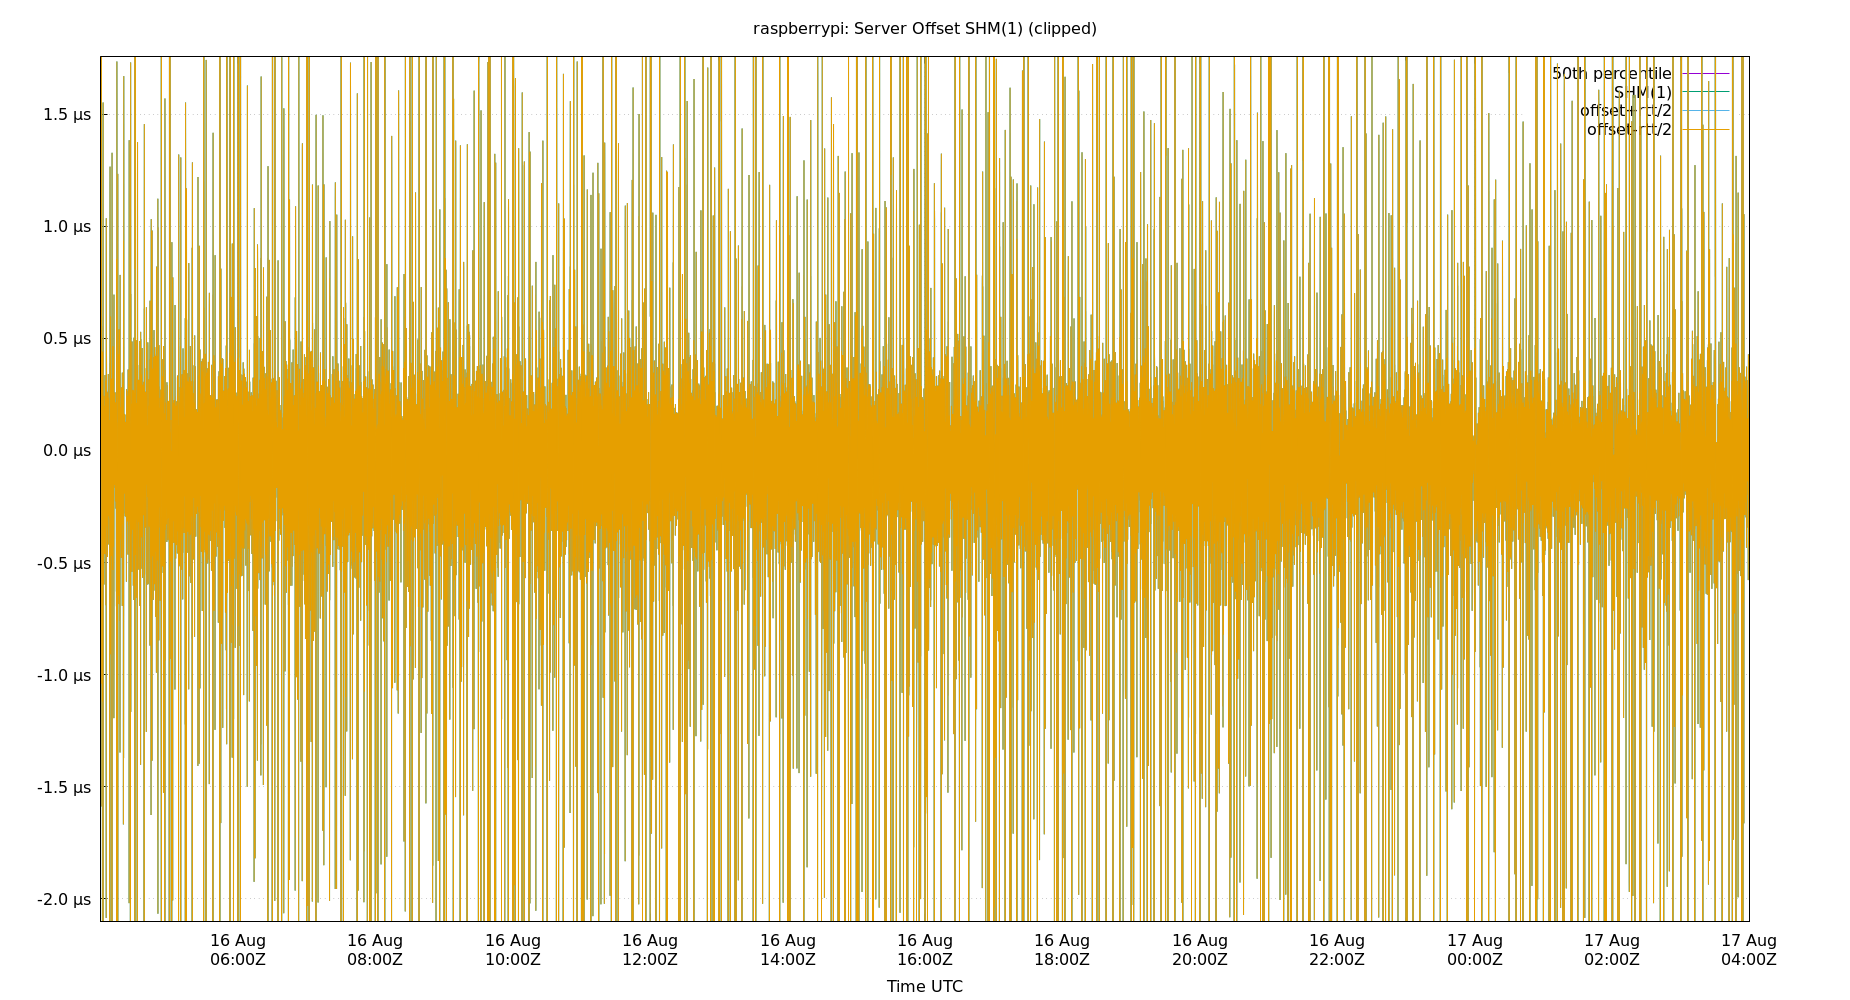 raspberrypi: Server Offset SHM(1) (clipped)
50th percentile
SHM(1)
offset+rtt/2
offset-rtt/2
1.5 µs
1.0 µs
0.5 µs
0.0 µs
-0.5 µs
-1.0 µs
-1.5 µs
-2.0 µs
16 Aug 16 Aug 16 Aug 16 Aug 16 Aug 16 Aug 16 Aug 16 Aug 16 Aug 17 Aug 17 Aug 17 Aug
06:00Z 08:00Z 10:00Z 12:00Z 14:00Z 16:00Z 18:00Z 20:00Z 22:00Z 00:00Z 02:00Z 04:00Z
Time UTC